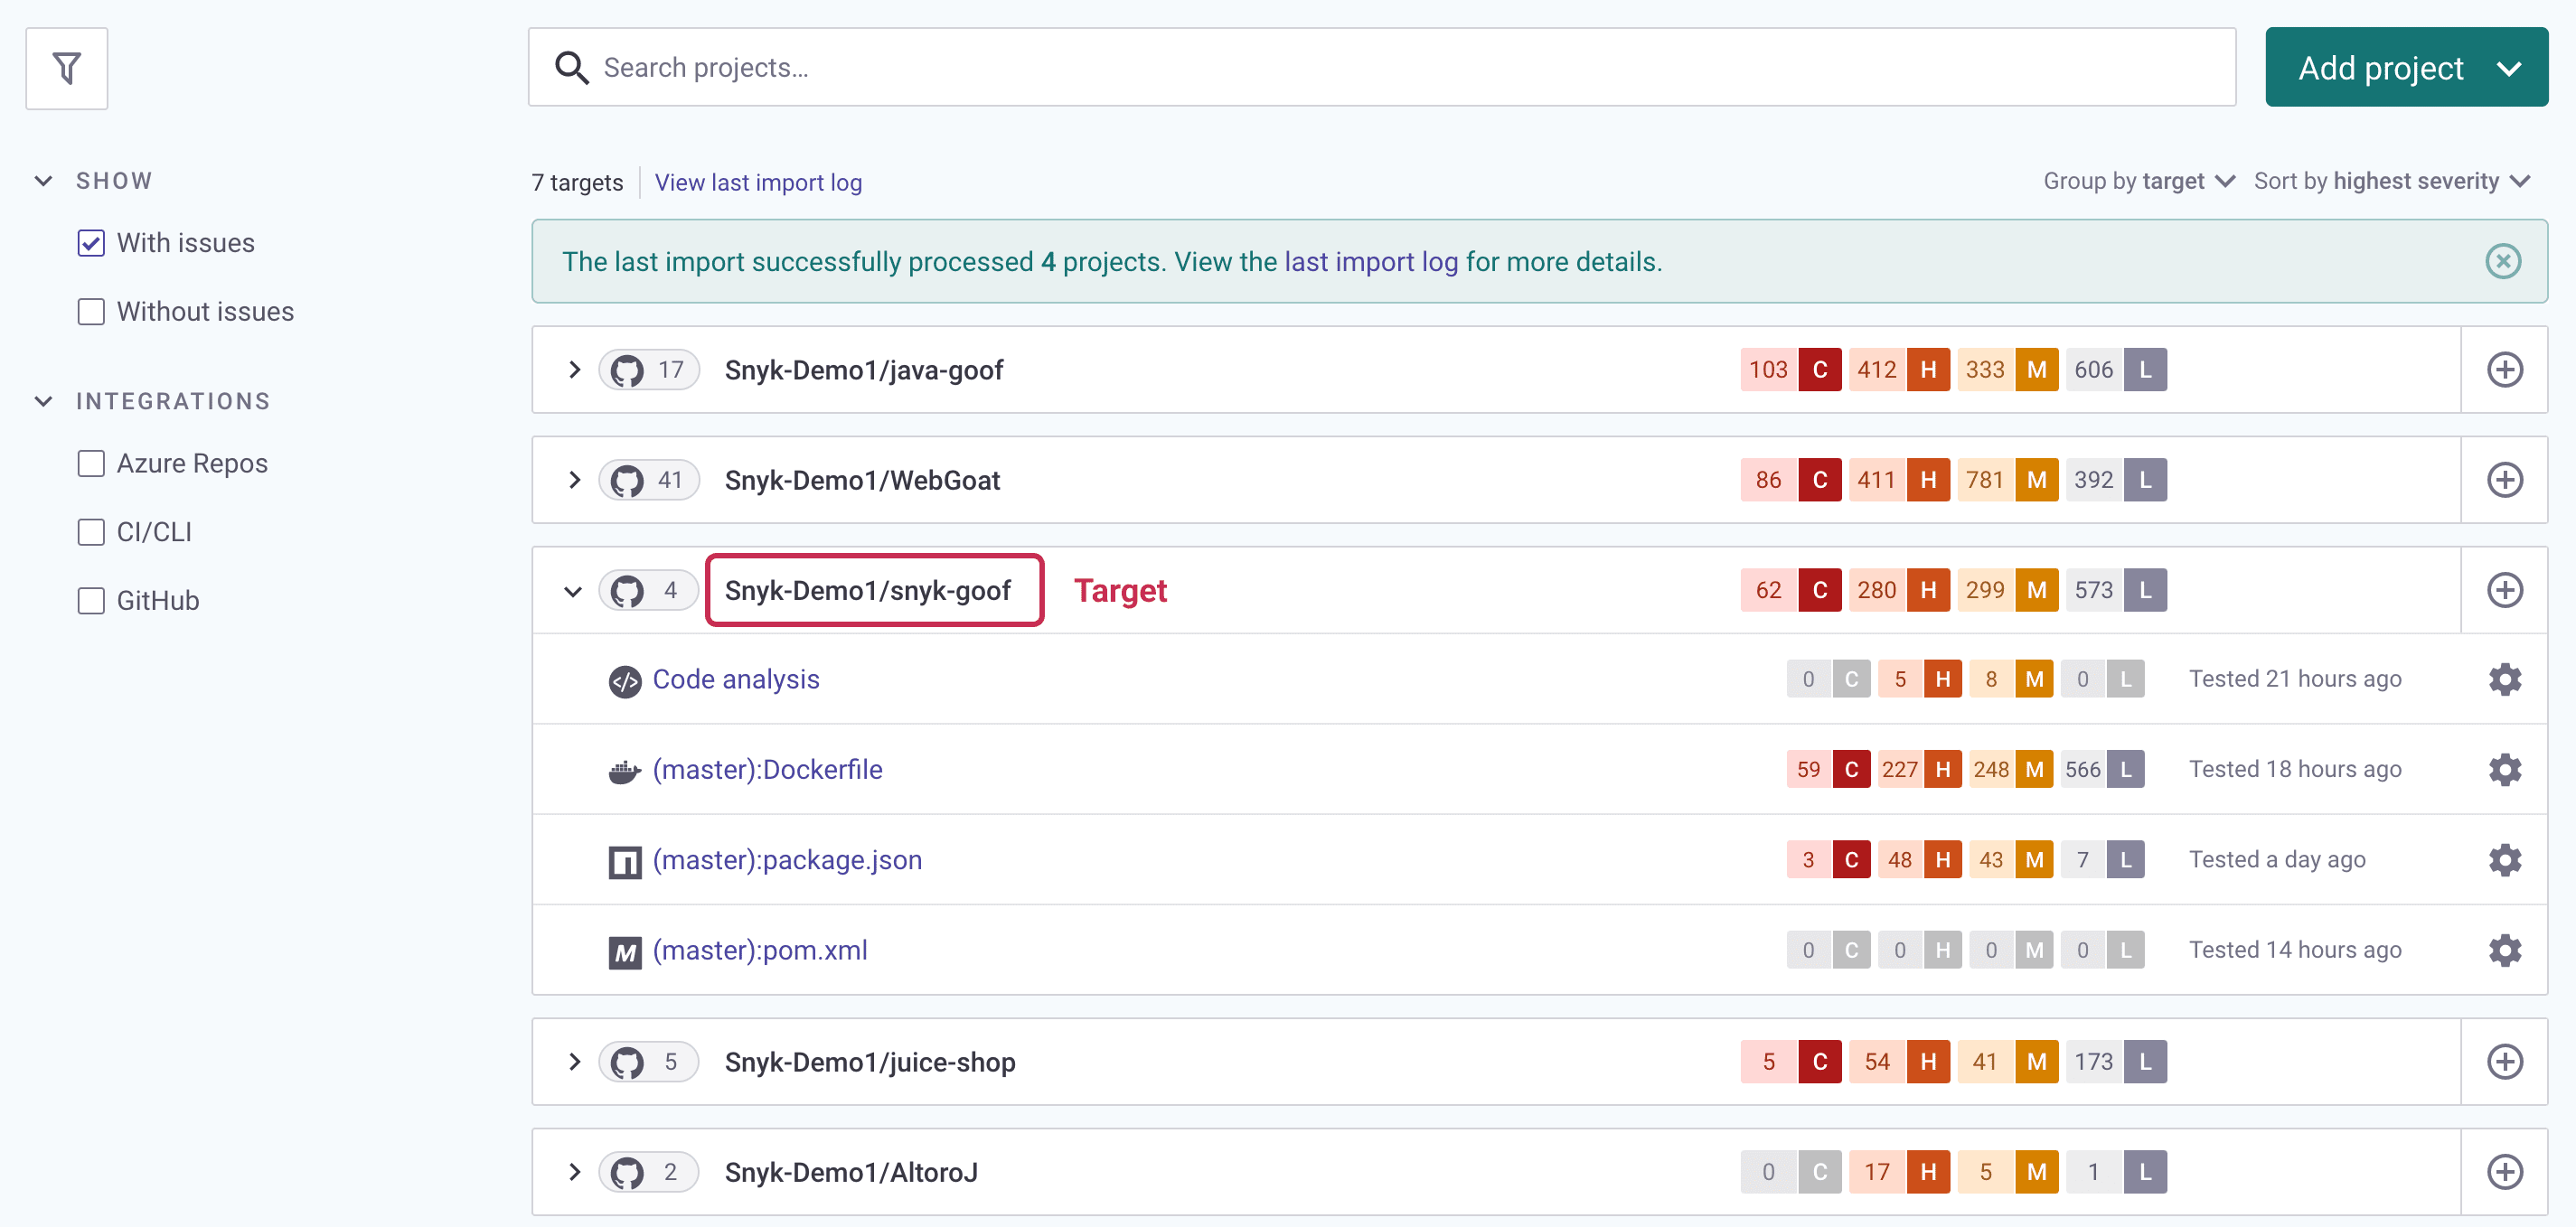 Search projects...
Add project
SHOW
With issues
Without issues
INTEGRATIONS
Azure Repos
CI/CLI
GitHub
7 targets View last import log Group by target Sort by highest severity
The last import successfully processed 4 projects. View the last import log for more details.
17 Snyk-Demo1/java-goof 103 C 412 H 333 M 606 L
41 Snyk-Demo1/WebGoat 86 C 411 H 781 M 392 L
4 Snyk-Demo1/snyk-goof Target 62 C 280 H 299 M 573 L
Code analysis 0 C 5 H 8 M 0 L Tested 21 hours ago
(master):Dockerfile 59 C 227 H 248 M 566 L Tested 18 hours ago
(master):package.json 3 C 48 H 43 M 7 L Tested a day ago
M (master):pom.xml 0 C 0 H 0 M 0 L Tested 14 hours ago
5 Snyk-Demo1/juice-shop 5 C 54 H 41 M 173 L
2 Snyk-Demo1/AltoroJ 0 C 17 H 5 M 1 L